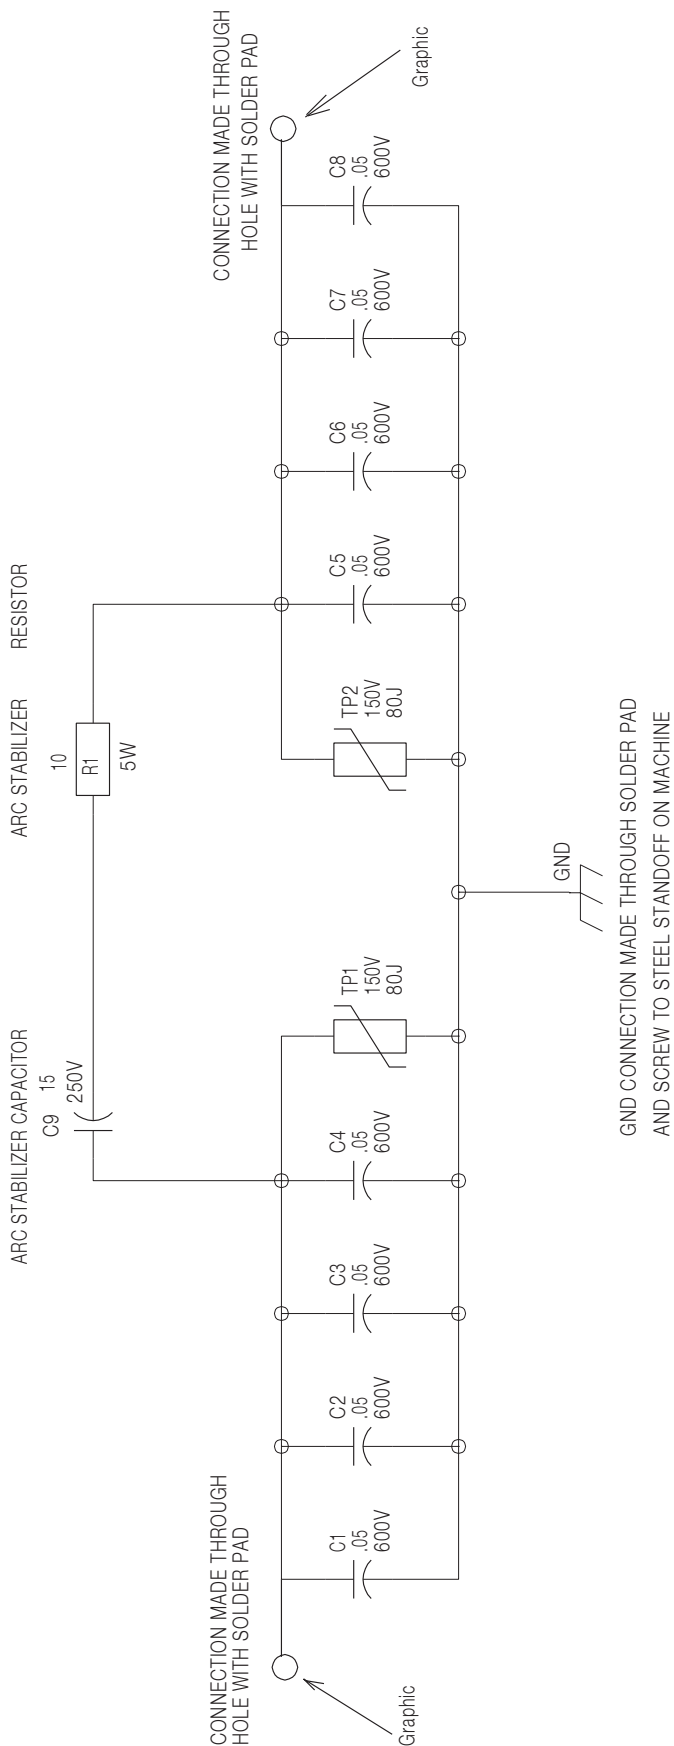 ARC STABILIZER CAPACITOR
ARC STABILIZER RESISTOR
C9
15
250V
10
R1
5W
CONNECTION MADE THROUGH
HOLE WITH SOLDER PAD
CONNECTION MADE THROUGH
HOLE WITH SOLDER PAD
Graphic
C1
.05
600V
C2
.05
600V
C3
.05
600V
C4
.05
600V
TP1
150V
80J
TP2
150V
80J
C5
.05
600V
C6
.05
600V
C7
.05
600V
C8
.05
600V
Graphic
GND
GND CONNECTION MADE THROUGH SOLDER PAD
AND SCREW TO STEEL STANDOFF ON MACHINE